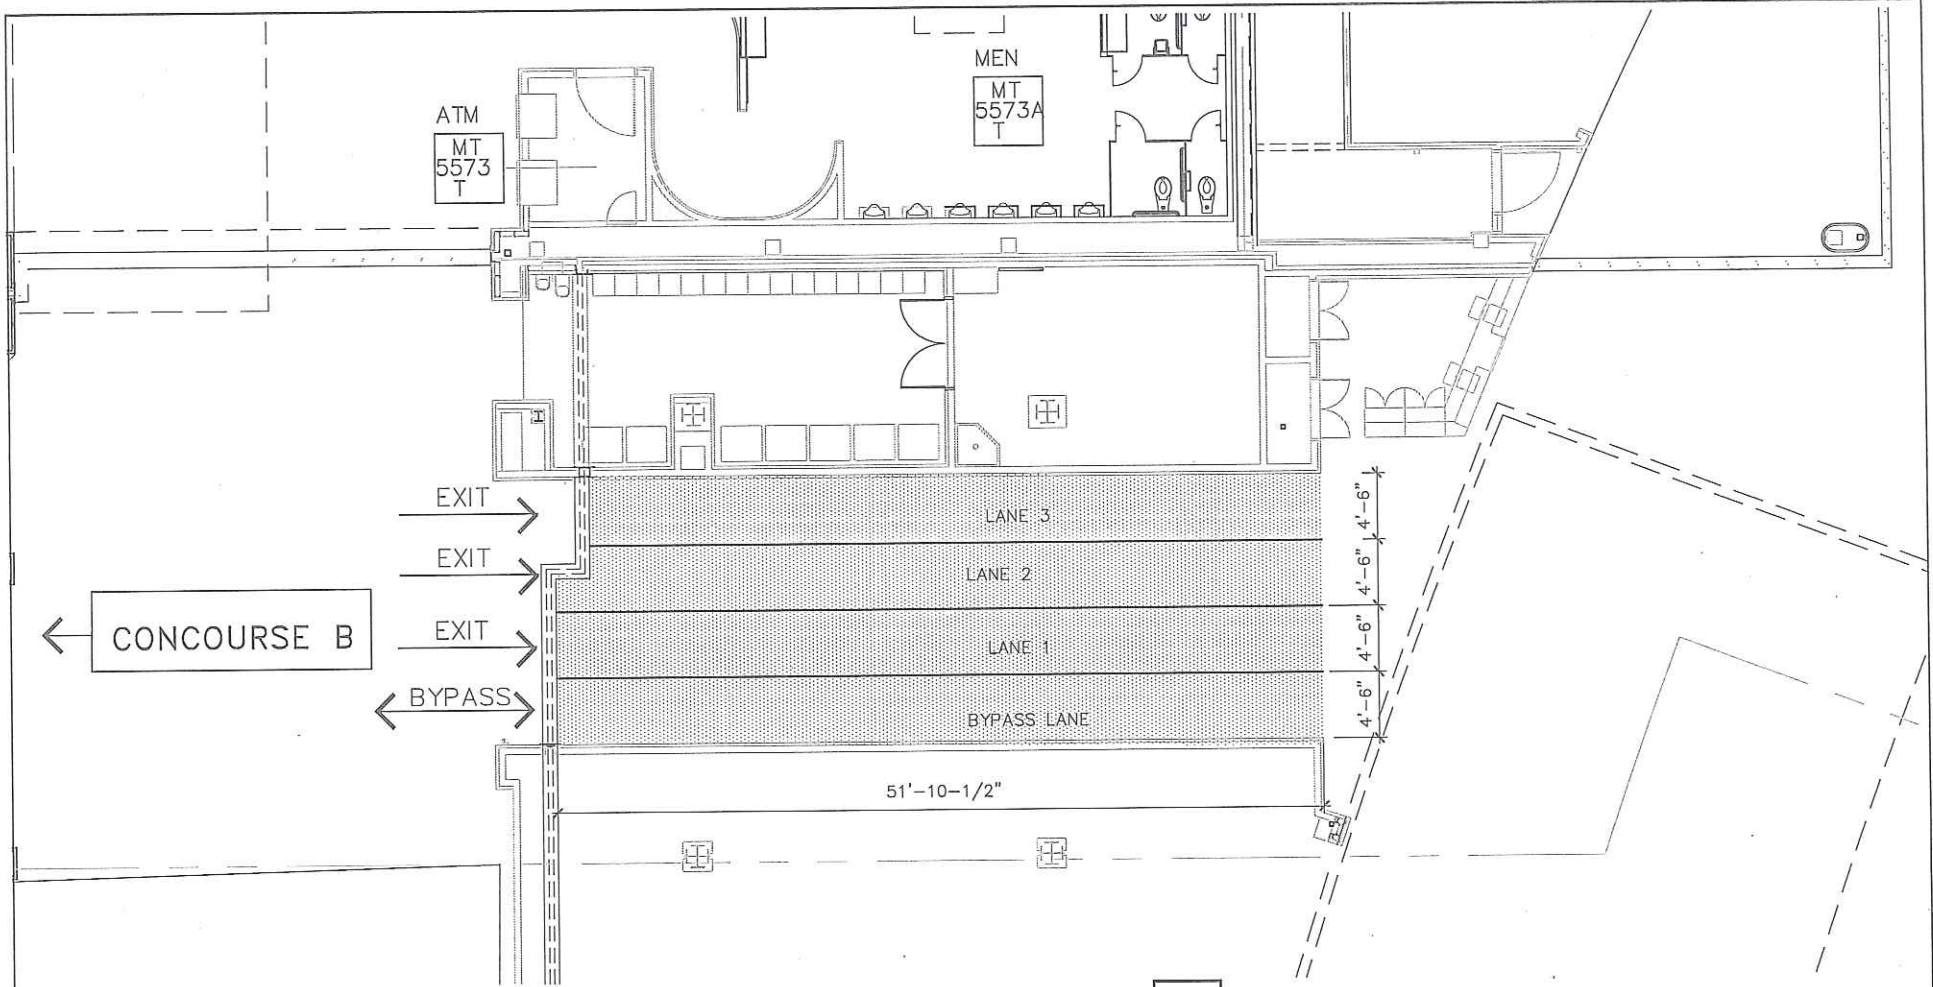 MEN
MT
5573A
T
ATM
MT
5573
T
EXIT
LANE 3
4'-6"
EXIT
LANE 2
4'-6"
CONCOURSE B
EXIT
LANE 1
4'-6"
BYPASS
BYPASS LANE
4'-6"
51'-10-1/2"